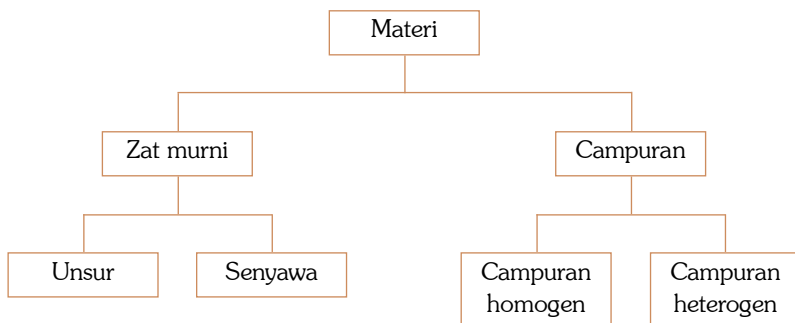 Materi
Zat murni
Campuran
Unsur
Senyawa
Campuran
homogen
Campuran
heterogen